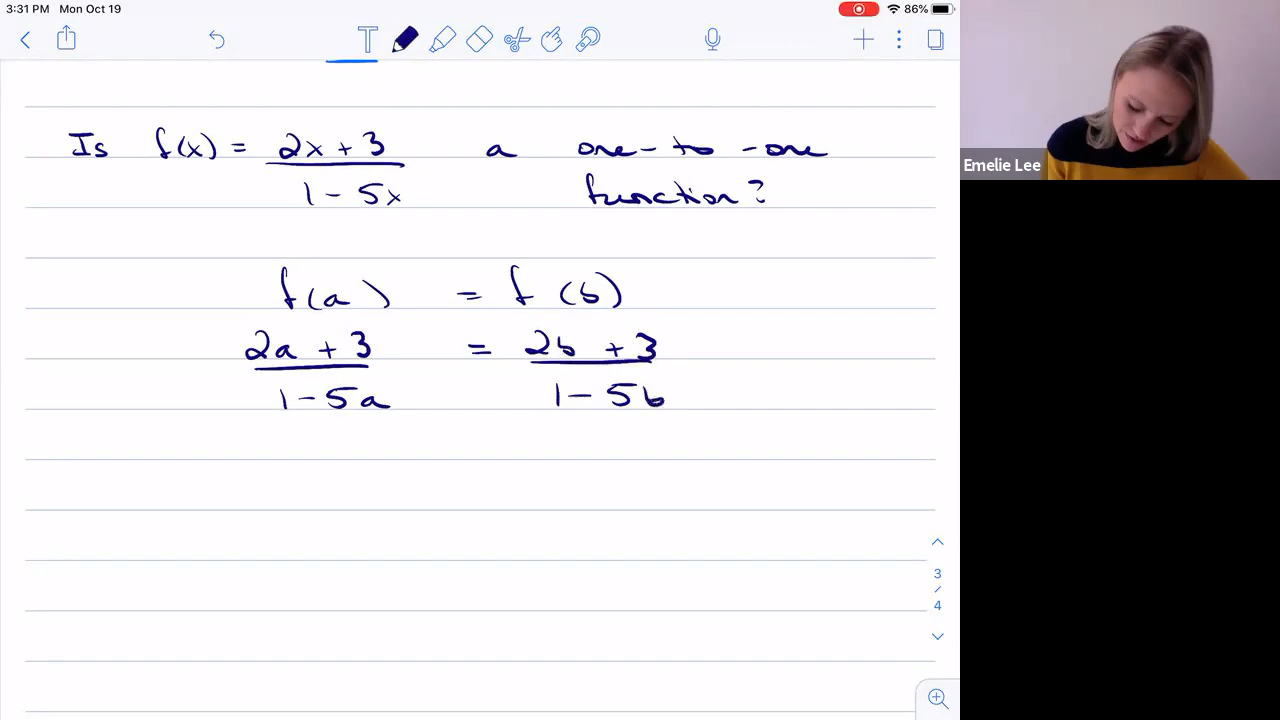 3:31 PM Mon Oct 19
86%
T
Is f(x) = 2x + 3 a one-to-one
1 - 5x function?
Emelie Lee
f(a) = f(b)
2a + 3 = 2b + 3
1 - 5a 1 - 5b
3
/
4